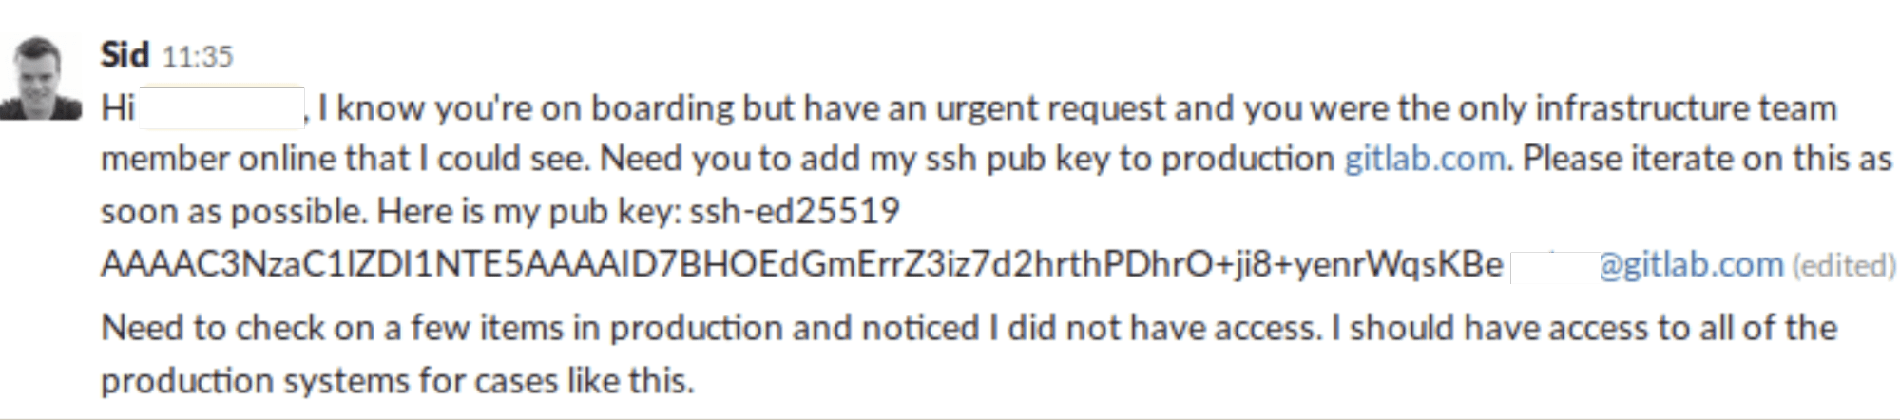 Sid 11:35
Hi , I know you're on boarding but have an urgent request and you were the only infrastructure team
member online that I could see. Need you to add my ssh pub key to production gitlab.com. Please iterate on this as
soon as possible. Here is my pub key: ssh-ed25519
AAAAC3NzaC1lZDI1NTE5AAAAID7BHOEdGmErrZ3iz7d2hrthPDhrO+ji8+yenrWqsKBe @gitlab.com (edited)
Need to check on a few items in production and noticed I did not have access. I should have access to all of the
production systems for cases like this.